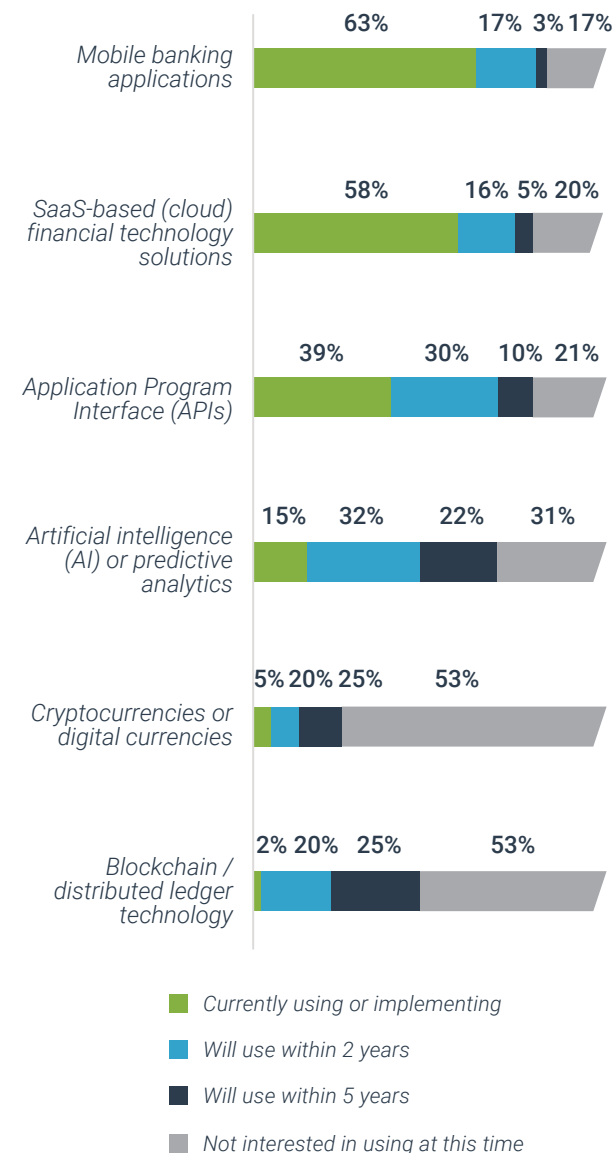 63% 17% 3% 17%
Mobile banking
applications
58% 16% 5% 20%
SaaS-based (cloud)
financial technology
solutions
39% 30% 10% 21%
Application Program
Interface (APIs)
15% 32% 22% 31%
Artificial intelligence
(AI) or predictive
analytics
5% 20% 25% 53%
Cryptocurrencies or
digital currencies
2% 20% 25% 53%
Blockchain /
distributed ledger
technology
Currently using or implementing
Will use within 2 years
Will use within 5 years
Not interested in using at this time